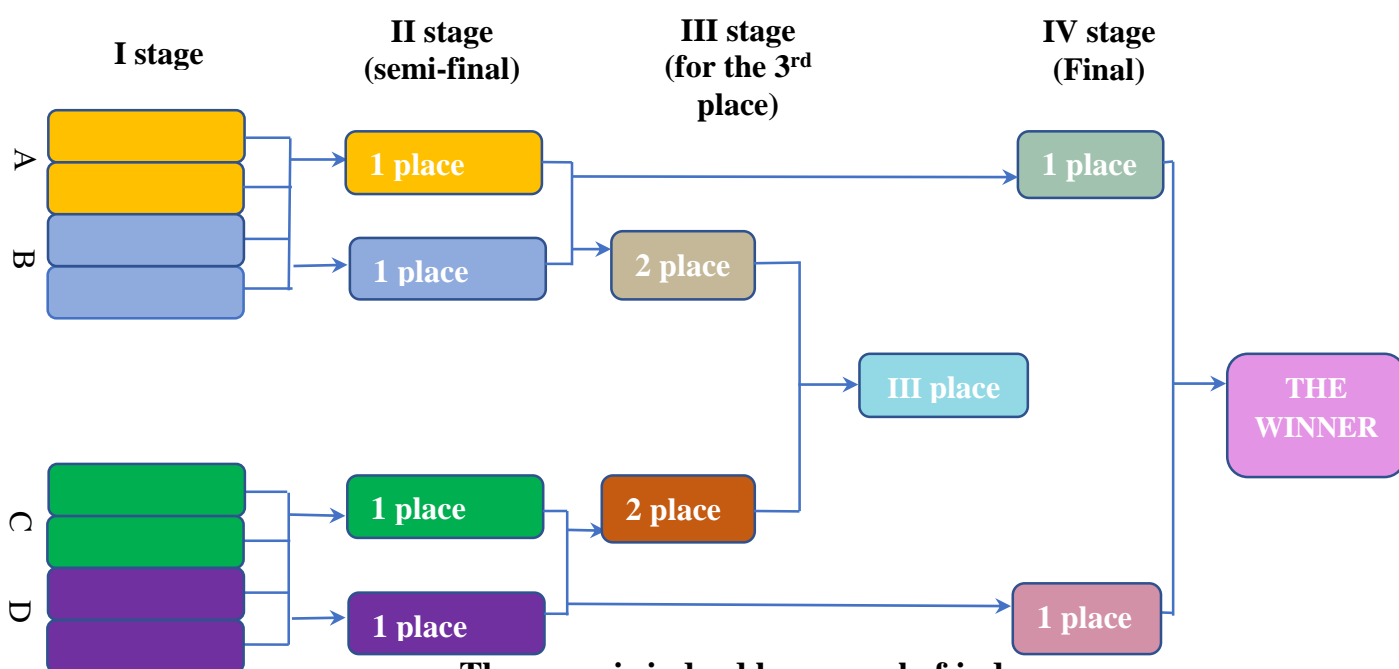 I stage
II stage
(semi-final)
III stage
(for the 3rd
place)
IV stage
(Final)
A
B
C
D
1 place
1 place
1 place
1 place
2 place
2 place
III place
1 place
1 place
THE
WINNER